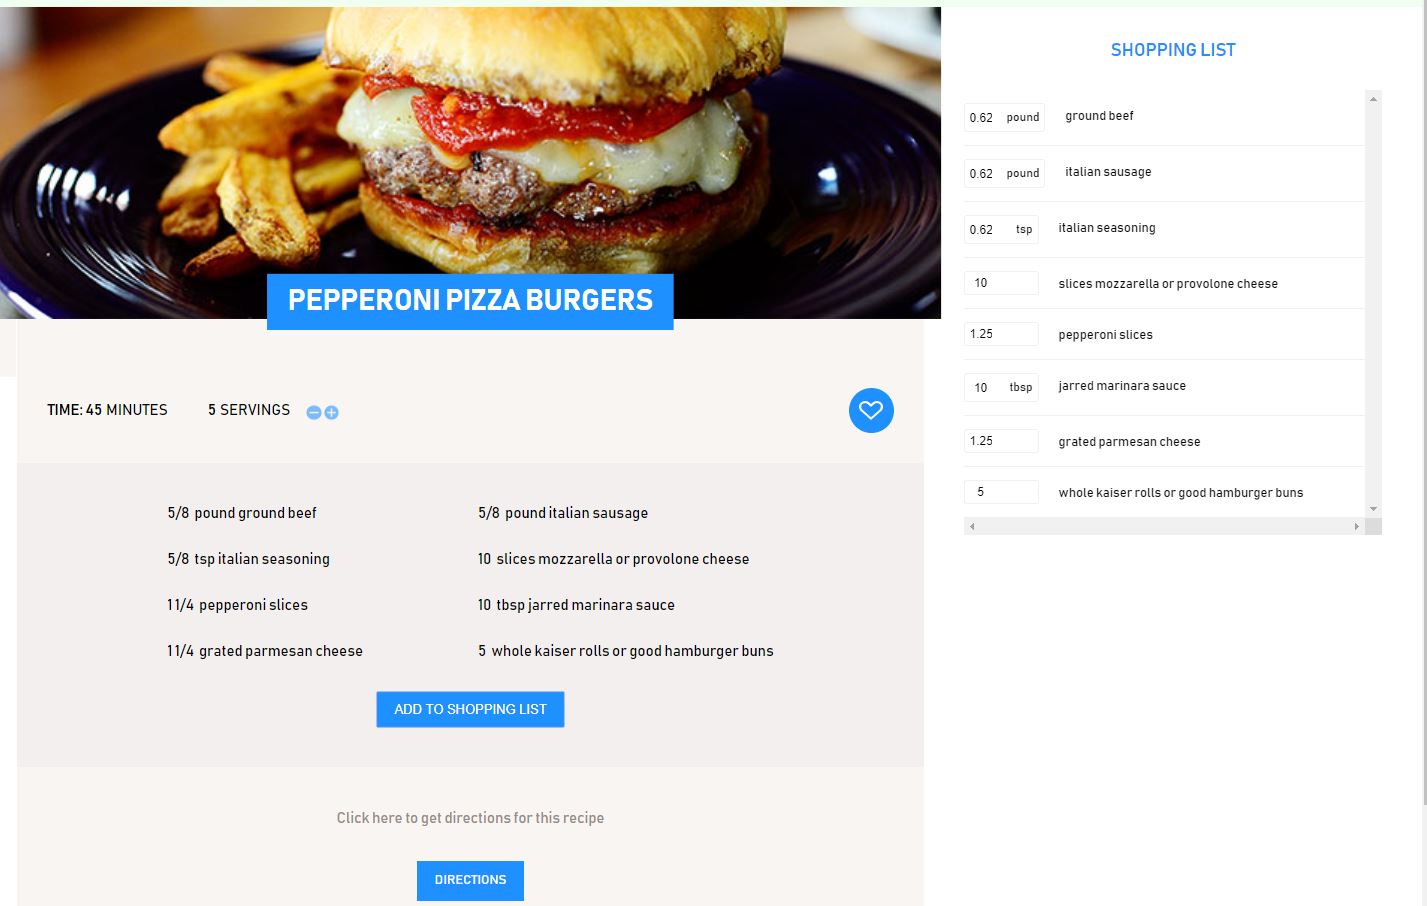 PEPPERONI PIZZA BURGERS
TIME: 45 MINUTES
5 SERVINGS
5/8 pound ground beef
5/8 pound italian sausage
5/8 tsp italian seasoning
10 slices mozzarella or provolone cheese
1 1/4 pepperoni slices
10 tbsp jarred marinara sauce
1 1/4 grated parmesan cheese
5 whole kaiser rolls or good hamburger buns
ADD TO SHOPPING LIST
Click here to get directions for this recipe
DIRECTIONS
SHOPPING LIST
0.62 pound ground beef
0.62 pound italian sausage
0.62 tsp italian seasoning
10 slices mozzarella or provolone cheese
1.25 pepperoni slices
10 tbsp jarred marinara sauce
1.25 grated parmesan cheese
5 whole kaiser rolls or good hamburger buns